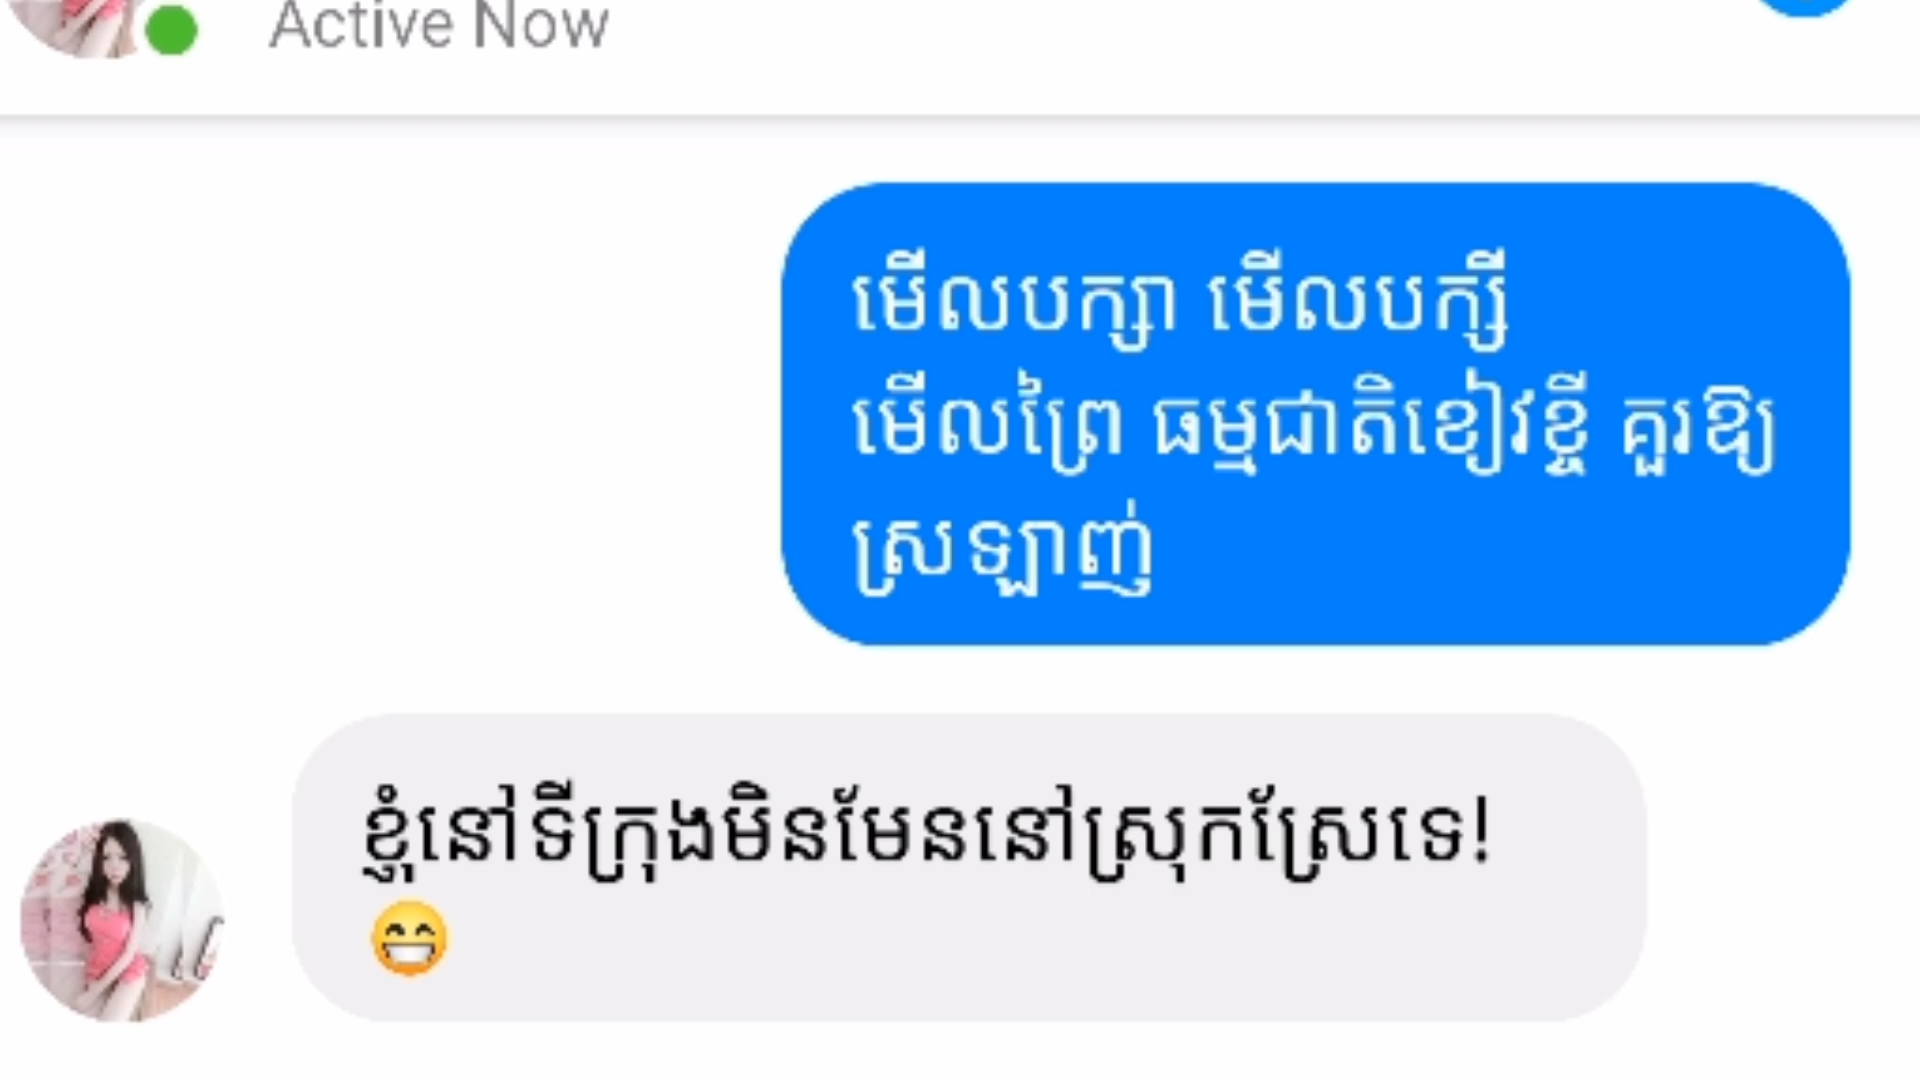 Active Now
មើលបក្សា មើលបក្សី
មើលព្រៃ ធម្មជាតិខៀវខ្ចី គួរឱ្យ
ស្រឡាញ់
ខ្ញុំនៅទីក្រុងមិនមែននៅស្រុកស្រែទេ!
😁